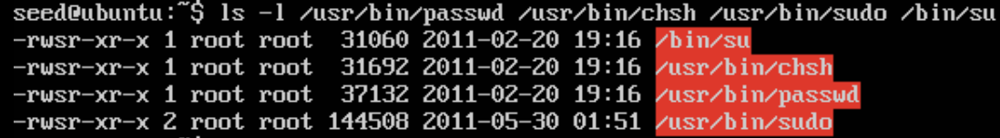 seed@ubuntu:~$ ls -l /usr/bin/passwd /usr/bin/chsh /usr/bin/sudo /bin/su
-rwsr-xr-x 1 root root  31060 2011-02-20 19:16 /bin/su
-rwsr-xr-x 1 root root  31692 2011-02-20 19:16 /usr/bin/chsh
-rwsr-xr-x 1 root root  37132 2011-02-20 19:16 /usr/bin/passwd
-rwsr-xr-x 2 root root 144508 2011-05-30 01:51 /usr/bin/sudo